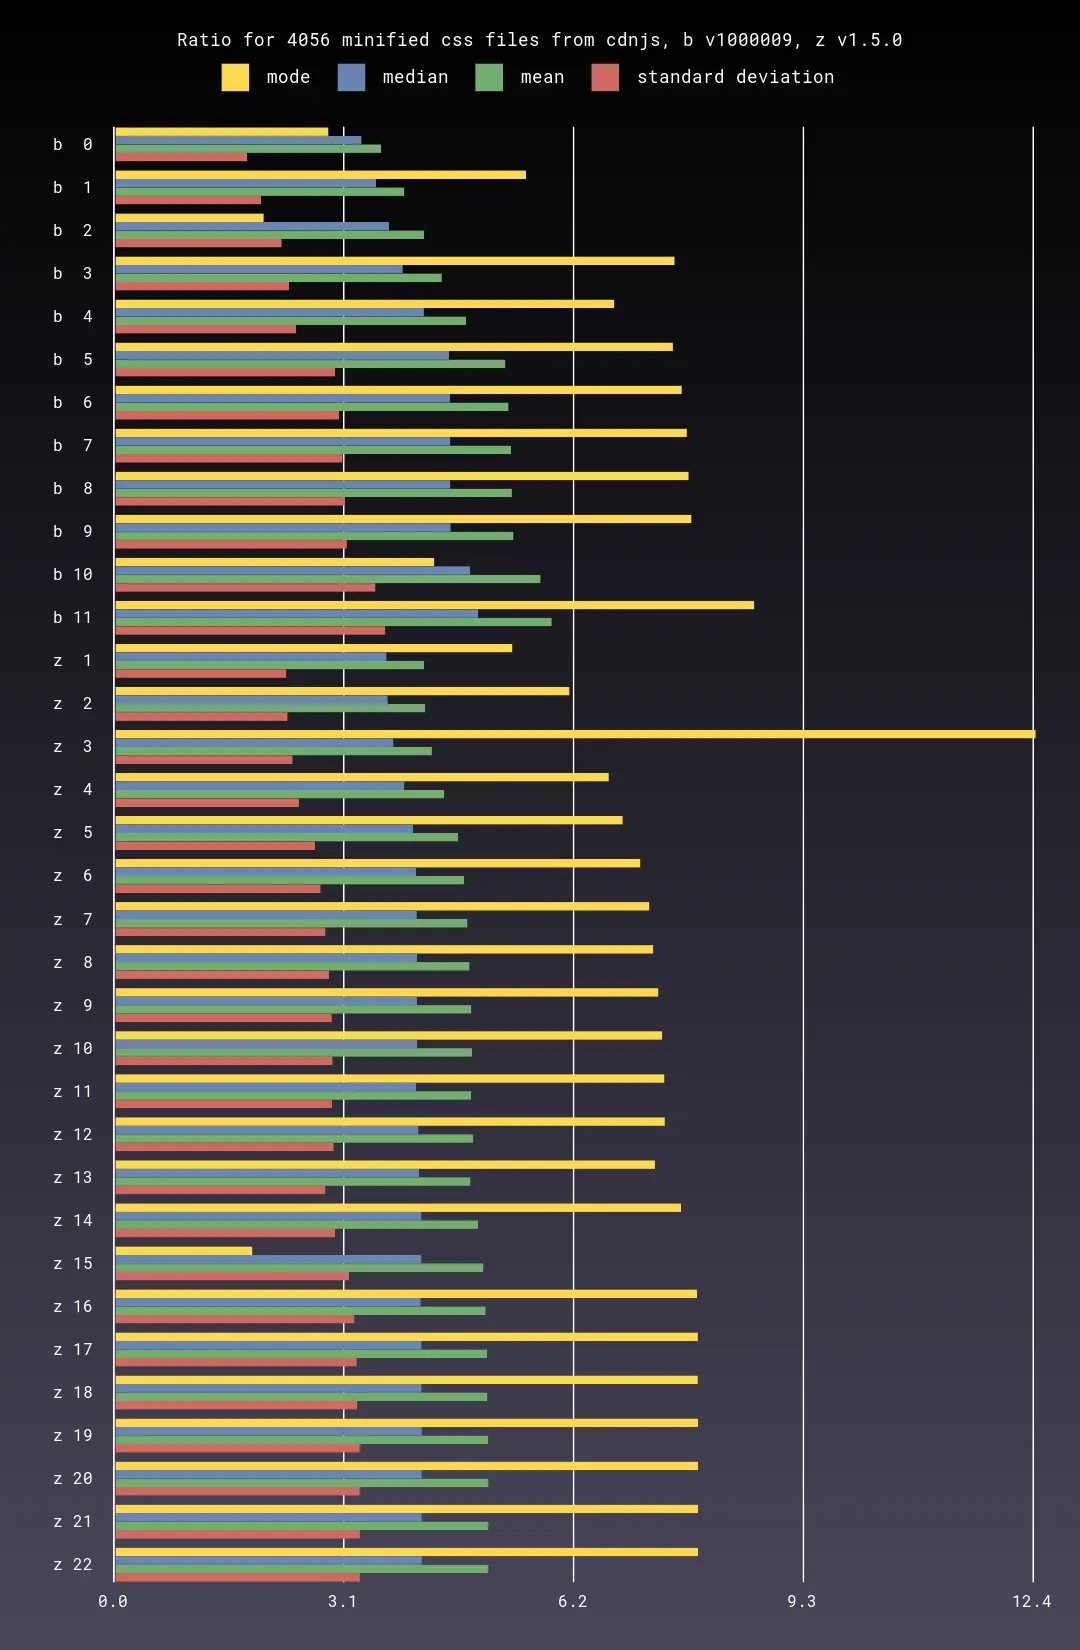 Ratio for 4056 minified css files from cdnjs, b v1000009, z v1.5.0
mode median mean standard deviation
b 0
b 1
b 2
b 3
b 4
b 5
b 6
b 7
b 8
b 9
b 10
b 11
z 1
z 2
z 3
z 4
z 5
z 6
z 7
z 8
z 9
z 10
z 11
z 12
z 13
z 14
z 15
z 16
z 17
z 18
z 19
z 20
z 21
z 22
0.0 3.1 6.2 9.3 12.4